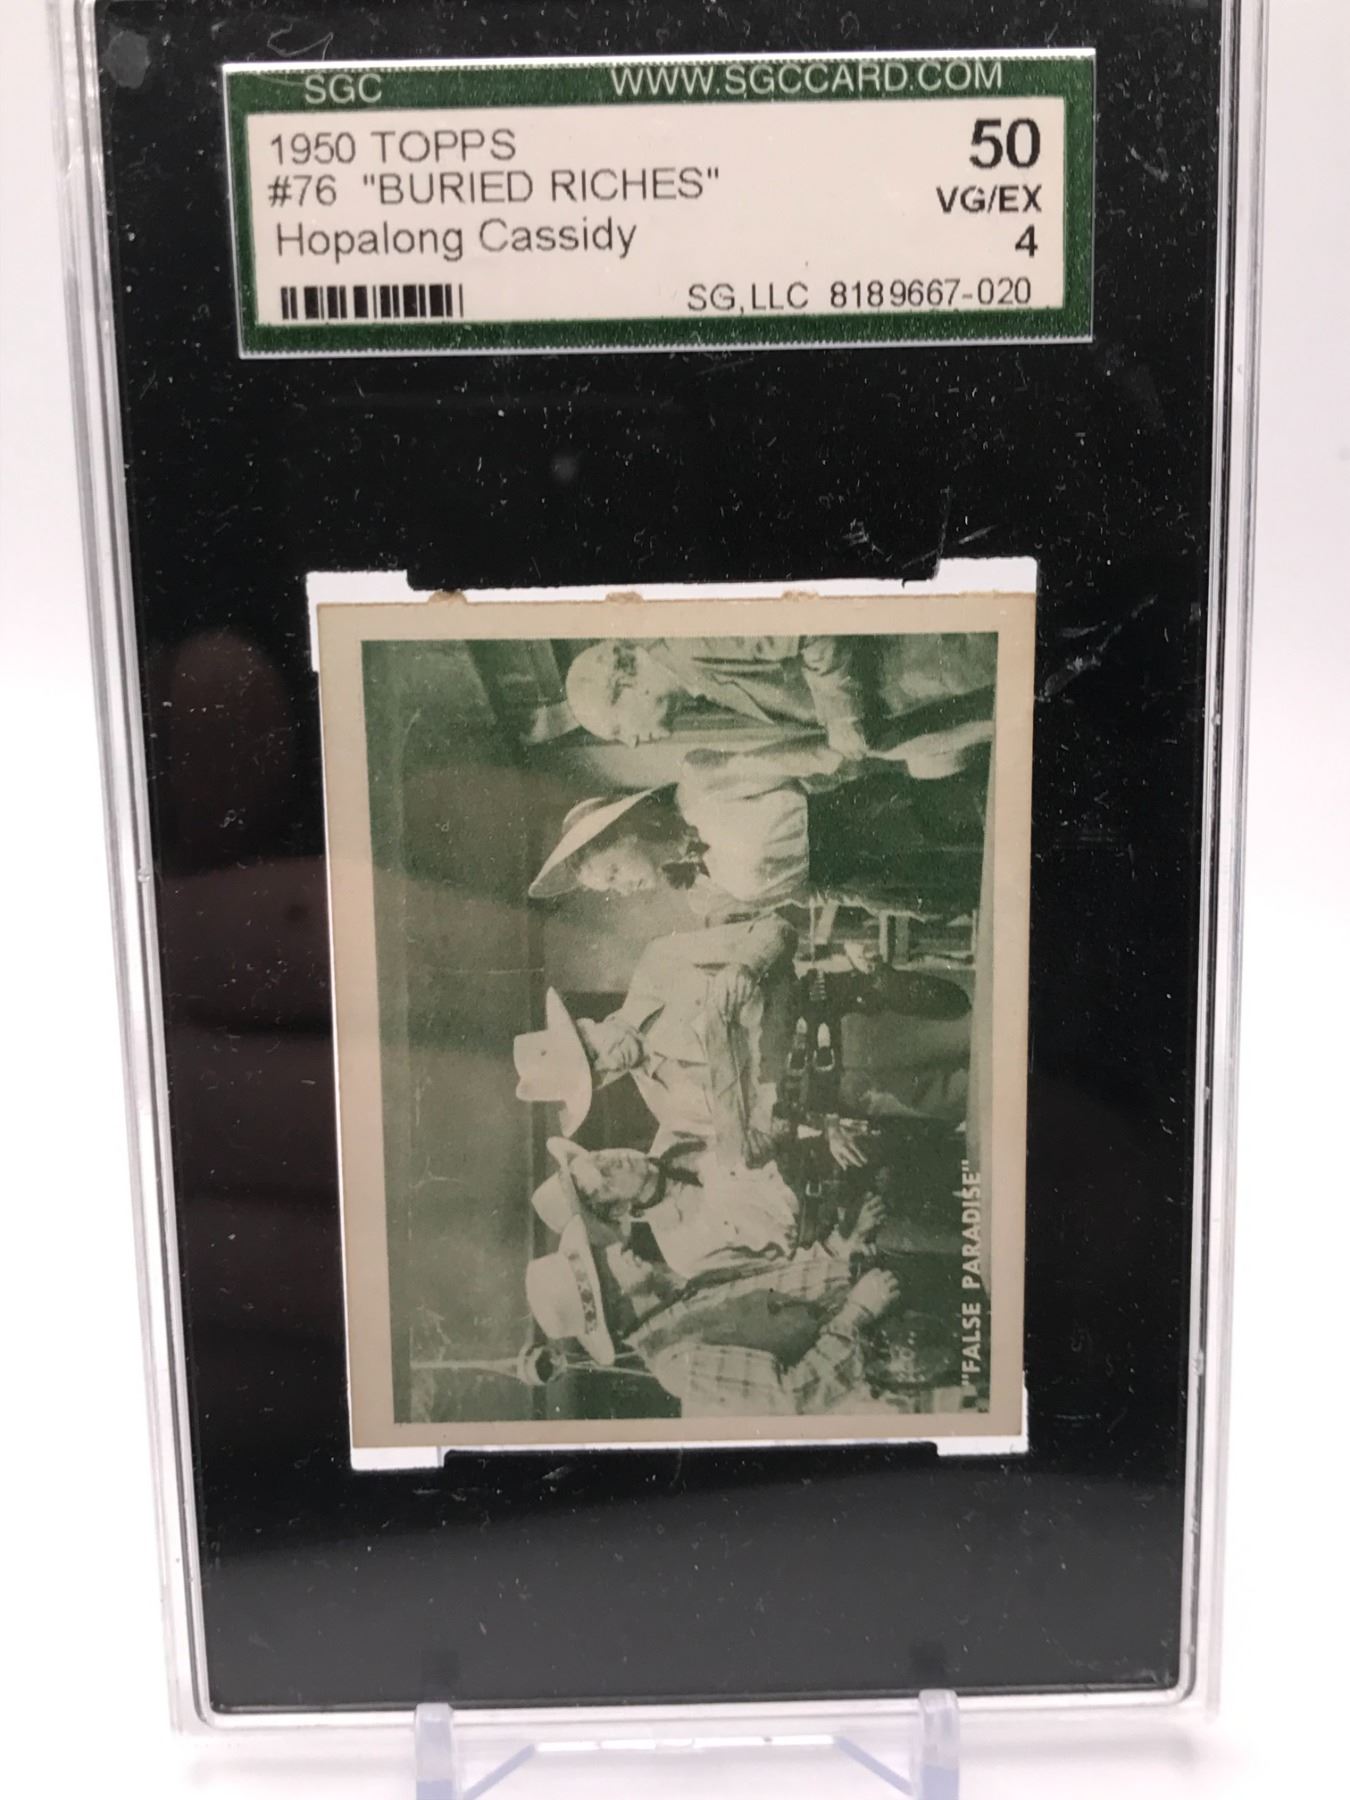 SGC WWW.SGCCARD.COM
1950 TOPPS 50
#76 "BURIED RICHES" VG/EX
Hopalong Cassidy 4
SG,LLC 8189667-020
"FALSE PARADISE"